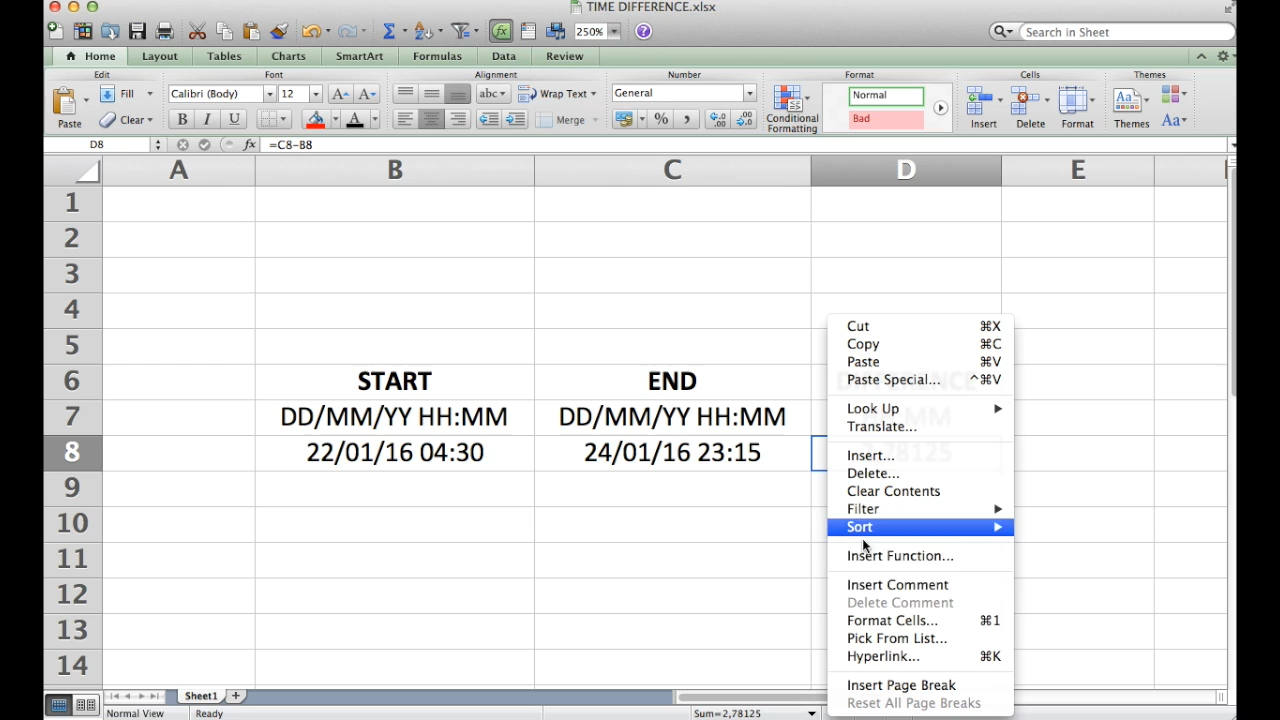 TIME DIFFERENCE.xlsx
250%
Search in Sheet
Home Layout Tables Charts SmartArt Formulas Data Review
Edit Font Alignment Number Format Cells Themes
Fill Calibri (Body) 12 A A abc Wrap Text General Normal
Paste Clear B I U A Merge % Conditional Formatting Bad Insert Delete Format Themes Aa
D8 fx =C8-B8
A B C D E
1
2
3
4
5
6 START END
7 DD/MM/YY HH:MM DD/MM/YY HH:MM
8 22/01/16 04:30 24/01/16 23:15
9
10
11
12
13
14
Cut ⌘X
Copy ⌘C
Paste ⌘V
Paste Special... ^⌘V
Look Up
Translate...
Insert...
Delete...
Clear Contents
Filter
Sort
Insert Function...
Insert Comment
Delete Comment
Format Cells... ⌘1
Pick From List...
Hyperlink... ⌘K
Insert Page Break
Reset All Page Breaks
Sheet1
Normal View Ready Sum=2,78125